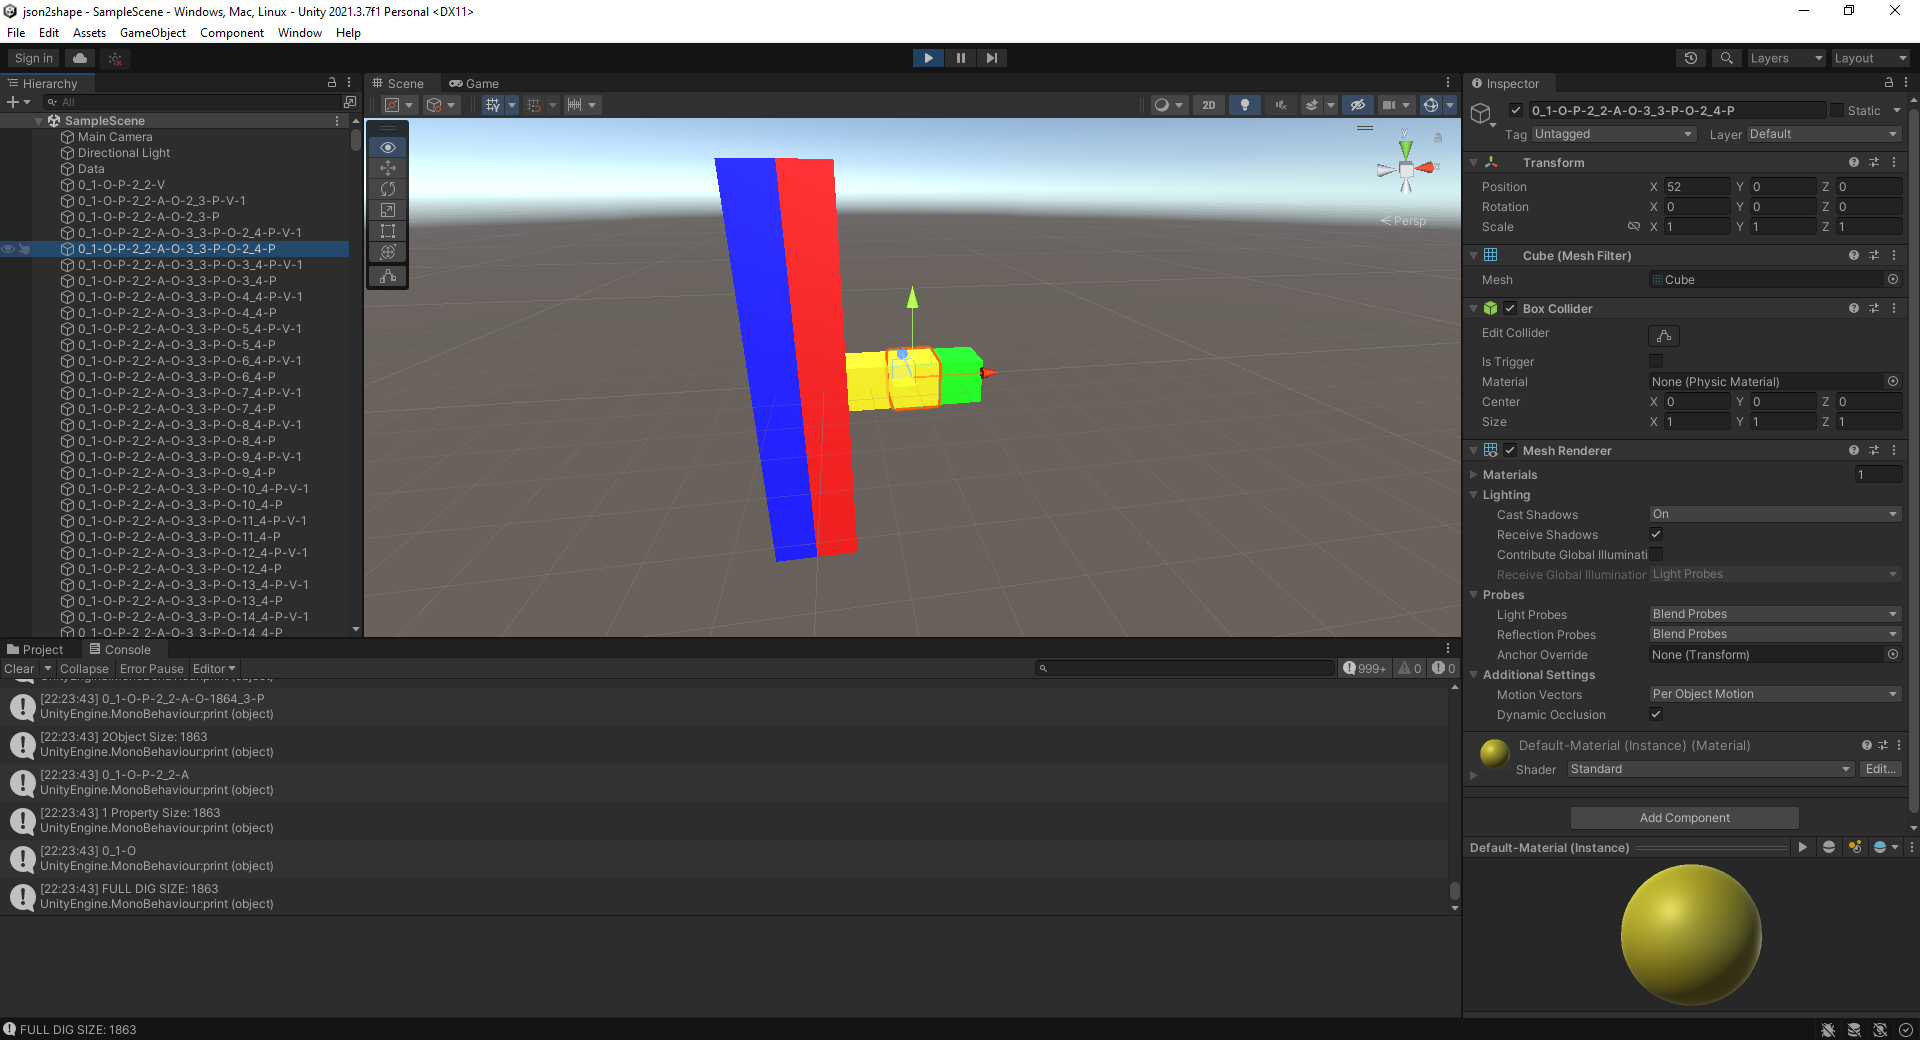 json2shape - SampleScene - Windows, Mac, Linux - Unity 2021.3.7f1 Personal <DX11>
File Edit Assets GameObject Component Window Help
Sign in
Layers
Layout
Hierarchy
All
SampleScene
Main Camera
Directional Light
Data
0_1-O-P-2_2-V
0_1-O-P-2_2-A-O-2_3-P-V-1
0_1-O-P-2_2-A-O-2_3-P
0_1-O-P-2_2-A-O-3_3-P-O-2_4-P-V-1
0_1-O-P-2_2-A-O-3_3-P-O-2_4-P
0_1-O-P-2_2-A-O-3_3-P-O-3_4-P-V-1
0_1-O-P-2_2-A-O-3_3-P-O-3_4-P
0_1-O-P-2_2-A-O-3_3-P-O-4_4-P-V-1
0_1-O-P-2_2-A-O-3_3-P-O-4_4-P
0_1-O-P-2_2-A-O-3_3-P-O-5_4-P-V-1
0_1-O-P-2_2-A-O-3_3-P-O-5_4-P
0_1-O-P-2_2-A-O-3_3-P-O-6_4-P-V-1
0_1-O-P-2_2-A-O-3_3-P-O-6_4-P
0_1-O-P-2_2-A-O-3_3-P-O-7_4-P-V-1
0_1-O-P-2_2-A-O-3_3-P-O-7_4-P
0_1-O-P-2_2-A-O-3_3-P-O-8_4-P-V-1
0_1-O-P-2_2-A-O-3_3-P-O-8_4-P
0_1-O-P-2_2-A-O-3_3-P-O-9_4-P-V-1
0_1-O-P-2_2-A-O-3_3-P-O-9_4-P
0_1-O-P-2_2-A-O-3_3-P-O-10_4-P-V-1
0_1-O-P-2_2-A-O-3_3-P-O-10_4-P
0_1-O-P-2_2-A-O-3_3-P-O-11_4-P-V-1
0_1-O-P-2_2-A-O-3_3-P-O-11_4-P
0_1-O-P-2_2-A-O-3_3-P-O-12_4-P-V-1
0_1-O-P-2_2-A-O-3_3-P-O-12_4-P
0_1-O-P-2_2-A-O-3_3-P-O-13_4-P-V-1
0_1-O-P-2_2-A-O-3_3-P-O-13_4-P
0_1-O-P-2_2-A-O-3_3-P-O-14_4-P-V-1
0_1-O-P-2_2-A-O-3_3-P-O-14_4-P
Scene Game
2D
y
x
Persp
Inspector
0_1-O-P-2_2-A-O-3_3-P-O-2_4-P Static
Tag Untagged Layer Default
Transform
Position X 52 Y 0 Z 0
Rotation X 0 Y 0 Z 0
Scale X 1 Y 1 Z 1
Cube (Mesh Filter)
Mesh Cube
Box Collider
Edit Collider
Is Trigger
Material None (Physic Material)
Center X 0 Y 0 Z 0
Size X 1 Y 1 Z 1
Mesh Renderer
Materials 1
Lighting
Cast Shadows On
Receive Shadows
Contribute Global Illuminati
Receive Global Illumination Light Probes
Probes
Light Probes Blend Probes
Reflection Probes Blend Probes
Anchor Override None (Transform)
Additional Settings
Motion Vectors Per Object Motion
Dynamic Occlusion
Default-Material (Instance) (Material)
Shader Standard Edit...
Add Component
Default-Material (Instance)
Project Console
Clear Collapse Error Pause Editor 999+ 0 0
UnityEngine.MonoBehaviour:print (object)
[22:23:43] 0_1-O-P-2_2-A-O-1864_3-P
UnityEngine.MonoBehaviour:print (object)
[22:23:43] 2Object Size: 1863
UnityEngine.MonoBehaviour:print (object)
[22:23:43] 0_1-O-P-2_2-A
UnityEngine.MonoBehaviour:print (object)
[22:23:43] 1 Property Size: 1863
UnityEngine.MonoBehaviour:print (object)
[22:23:43] 0_1-O
UnityEngine.MonoBehaviour:print (object)
[22:23:43] FULL DIG SIZE: 1863
UnityEngine.MonoBehaviour:print (object)
FULL DIG SIZE: 1863